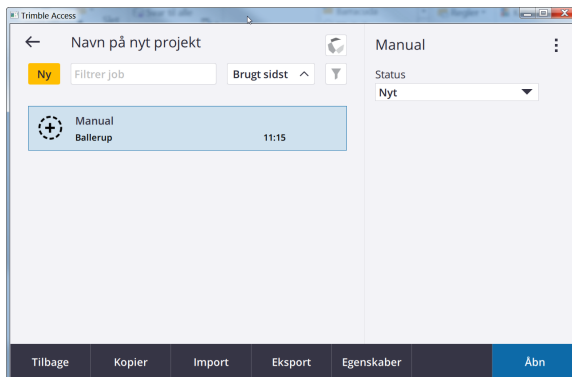 Trimble Access
Navn på nyt projekt
Manual
Ny
Filtrer job
Brugt sidst
Status
Nyt
Manual
Ballerup 11:15
Tilbage Kopier Import Eksport Egenskaber Åbn